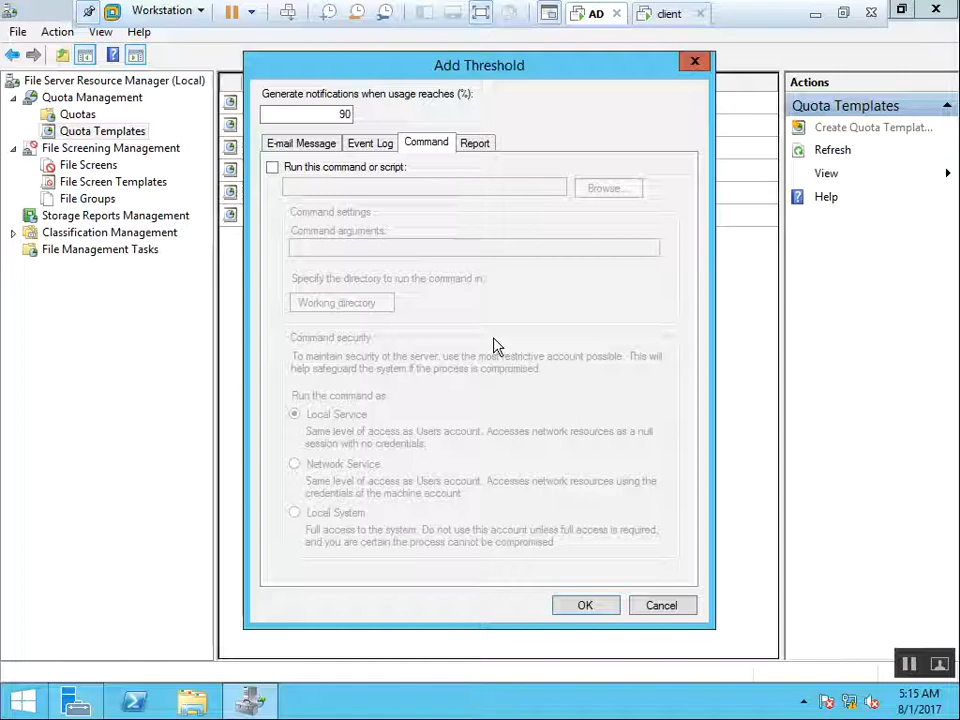 Workstation
AD
client
File Action View Help
File Server Resource Manager (Local)
Quota Management
Quotas
Quota Templates
File Screening Management
File Screens
File Screen Templates
File Groups
Storage Reports Management
Classification Management
File Management Tasks
Add Threshold
Generate notifications when usage reaches (%):
90
E-mail Message Event Log Command Report
Run this command or script:
Browse...
Command settings
Command arguments:
Specify the directory to run the command in:
Working directory
Command security
To maintain security of the server, use the most restrictive account possible. This will
help safeguard the system if the process is compromised.
Run the command as
Local Service
Same level of access as Users account. Accesses network resources as a null
session with no credentials.
Network Service
Same level of access as Users account. Accesses network resources using the
credentials of the machine account
Local System
Full access to the system. Do not use this account unless full access is required,
and you are certain the process cannot be compromised
OK Cancel
Actions
Quota Templates
Create Quota Templat...
Refresh
View
Help
5:15 AM
8/1/2017